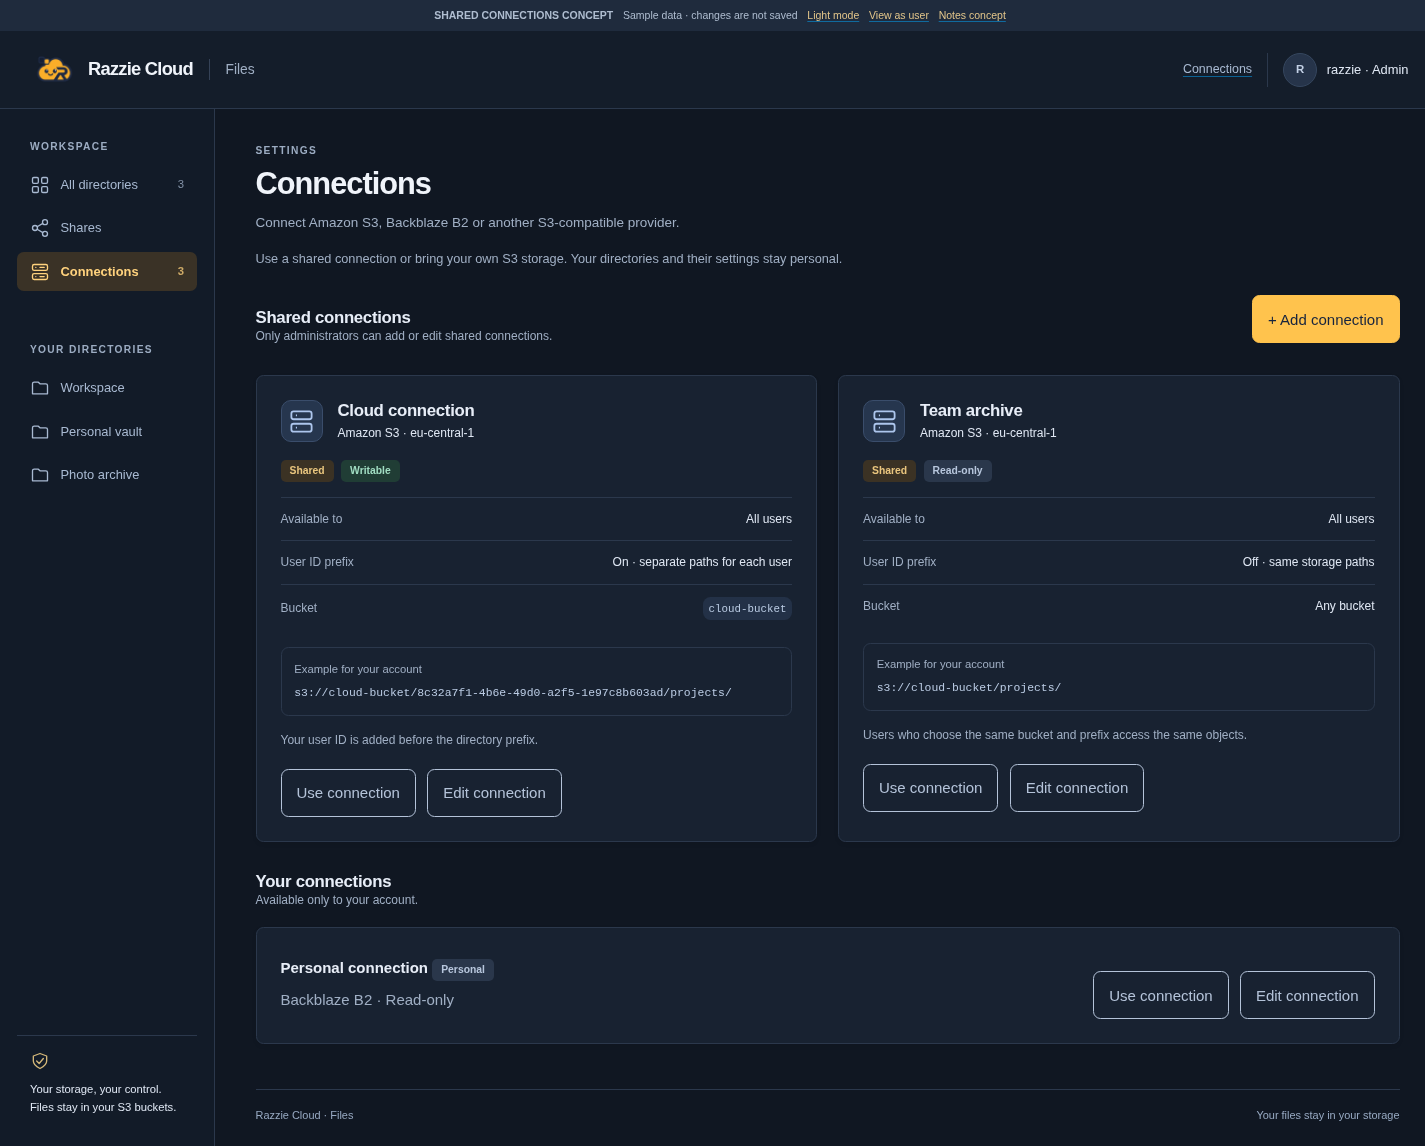 SHARED CONNECTIONS CONCEPT Sample data · changes are not saved Light mode View as user Notes concept
Razzie Cloud Files
Connections R razzie · Admin
WORKSPACE
All directories 3
Shares
Connections 3
YOUR DIRECTORIES
Workspace
Personal vault
Photo archive
Your storage, your control.
Files stay in your S3 buckets.
SETTINGS
Connections
Connect Amazon S3, Backblaze B2 or another S3-compatible provider.
Use a shared connection or bring your own S3 storage. Your directories and their settings stay personal.
Shared connections
Only administrators can add or edit shared connections.
+ Add connection
Cloud connection
Amazon S3 · eu-central-1
Shared Writable
Available to All users
User ID prefix On · separate paths for each user
Bucket cloud-bucket
Example for your account
s3://cloud-bucket/8c32a7f1-4b6e-49d0-a2f5-1e97c8b603ad/projects/
Your user ID is added before the directory prefix.
Use connection Edit connection
Team archive
Amazon S3 · eu-central-1
Shared Read-only
Available to All users
User ID prefix Off · same storage paths
Bucket Any bucket
Example for your account
s3://cloud-bucket/projects/
Users who choose the same bucket and prefix access the same objects.
Use connection Edit connection
Your connections
Available only to your account.
Personal connection Personal
Backblaze B2 · Read-only
Use connection Edit connection
Razzie Cloud · Files
Your files stay in your storage